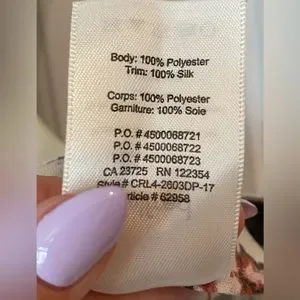 Body: 100% Polyester
Trim: 100% Silk
Corps: 100% Polyester
Garniture: 100% Soie
P.O. # 4500068721
P.O. # 4500068722
P.O. # 4500068723
CA 23725 RN 122354
Style # CRL4-2603DP-17
Article # 62958